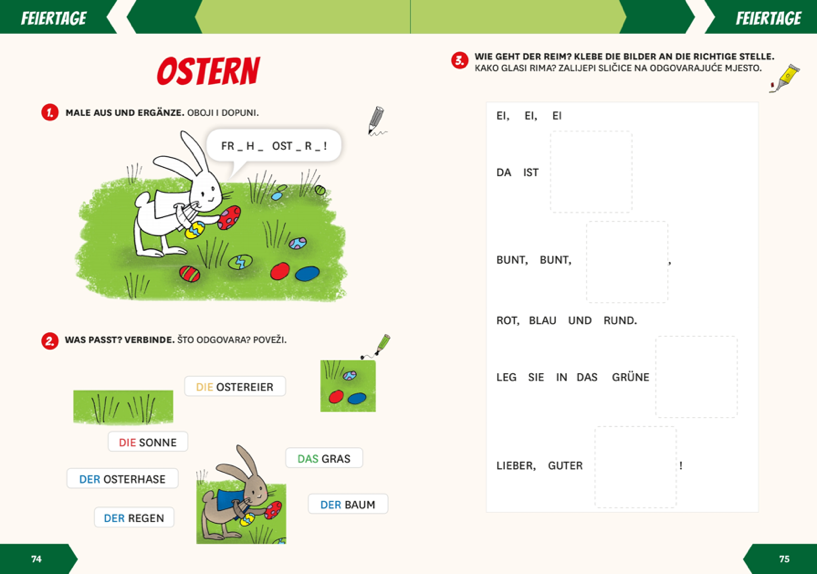 FEIERTAGE
FEIERTAGE
OSTERN
1. MALE AUS UND ERGÄNZE. OBOJI I DOPUNI.
FR _ H _ OST _ R _ !
2. WAS PASST? VERBINDE. ŠTO ODGOVARA? POVEŽI.
DIE OSTEREIER
DIE SONNE
DAS GRAS
DER OSTERHASE
DER BAUM
DER REGEN
74
3. WIE GEHT DER REIM? KLEBE DIE BILDER AN DIE RICHTIGE STELLE.
KAKO GLASI RIMA? ZALIJEPI SLIČICE NA ODGOVARAJUĆE MJESTO.
EI, EI, EI
DA IST
BUNT, BUNT, ,
ROT, BLAU UND RUND.
LEG SIE IN DAS GRÜNE
LIEBER, GUTER !
75